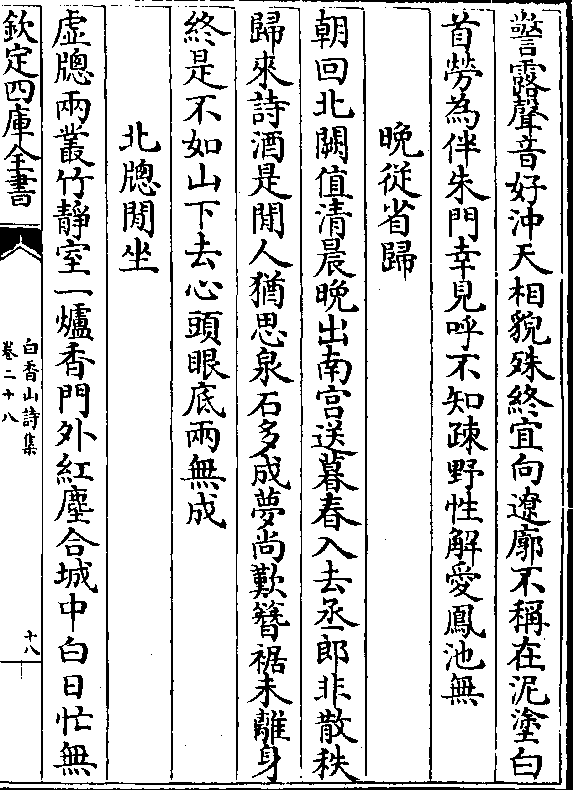 警露聲音好沖天相貌殊終宜向遼廓不稱在泥塗白
首勞為伴朱門幸見呼不知疎野性解愛鳳池無
晚從省歸
朝回北闕值清晨晚出南宫送暮春入去丞郎非散秩
歸來詩酒是閒人猶思泉石多成夢尚歎簪裾未離身
終是不如山下去心頭眼底兩無成
北牕閒坐
虚牕兩叢竹靜室一爐香門外紅塵合城中白日忙無
欽定四庫全書
白香山詩集
卷二十八
十八